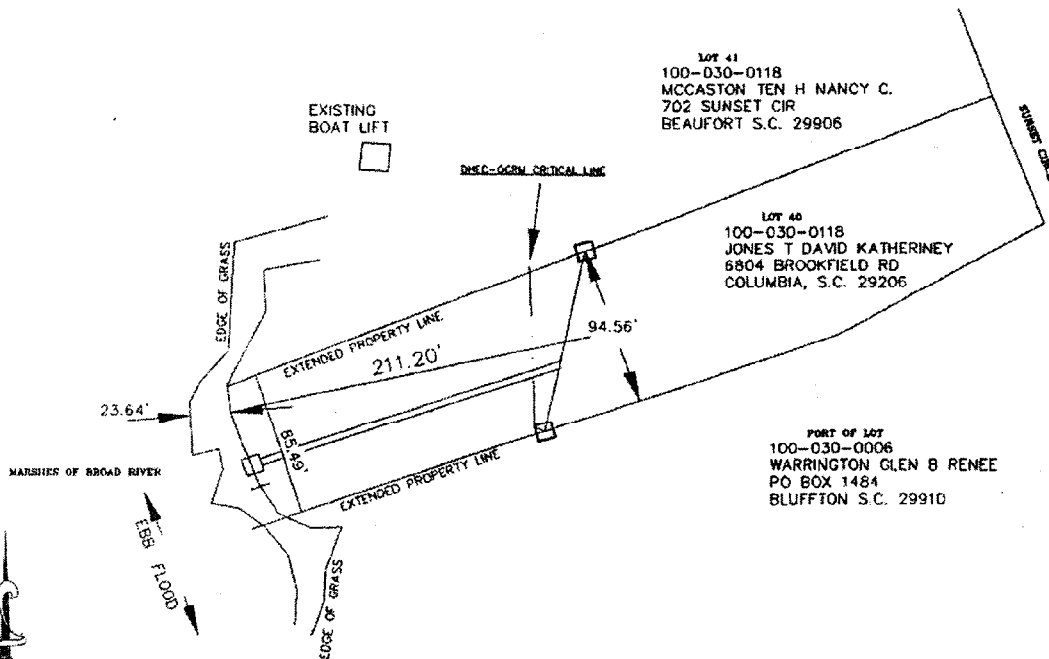 LOT 41
100-030-0118
MCCASTON TEN H NANCY C.
702 SUNSET CIR
BEAUFORT S.C. 29906
EXISTING
BOAT LIFT
DHEC-OCRM CRITICAL LINE
LOT 40
100-030-0118
JONES T DAVID KATHERINEY
6804 BROOKFIELD RD
COLUMBIA, S.C. 29206
EDGE OF GRASS
EXTENDED PROPERTY LINE
211.20'
94.56'
23.64'
85.49'
EXTENDED PROPERTY LINE
MARSHES OF BROAD RIVER
PORT OF LOT
100-030-0006
WARRINGTON GLEN B RENEE
PO BOX 1484
BLUFFTON S.C. 29910
EBB FLOOD
EDGE OF GRASS
SUNSET